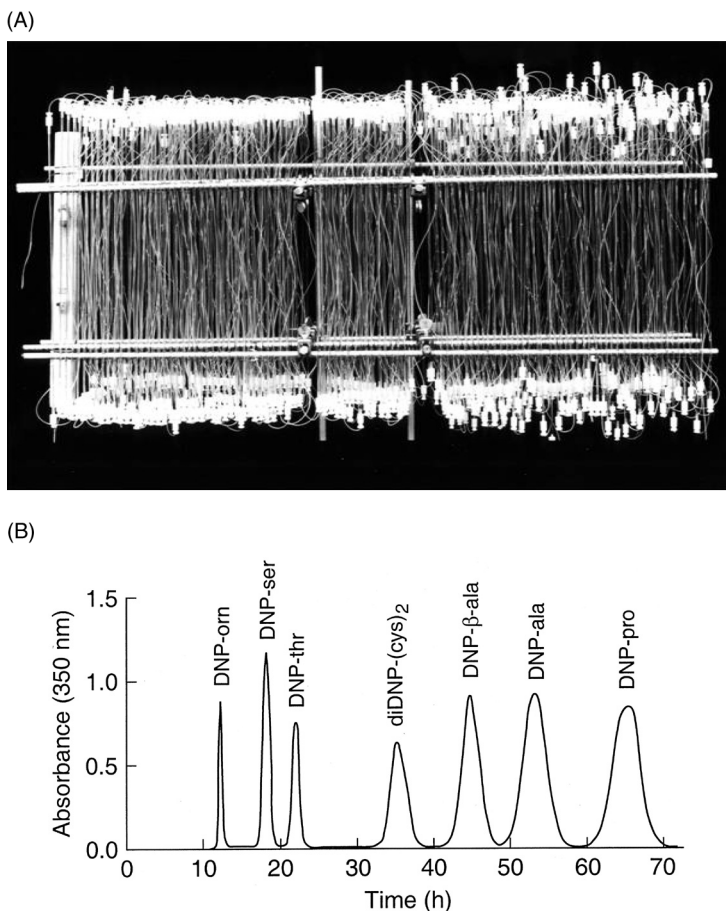 (A)
(B)
Absorbance (350 nm)
1.5
1.0
0.5
0.0
DNP-orn
DNP-ser
DNP-thr
diDNP-(cys)2
DNP-β-ala
DNP-ala
DNP-pro
0 10 20 30 40 50 60 70
Time (h)